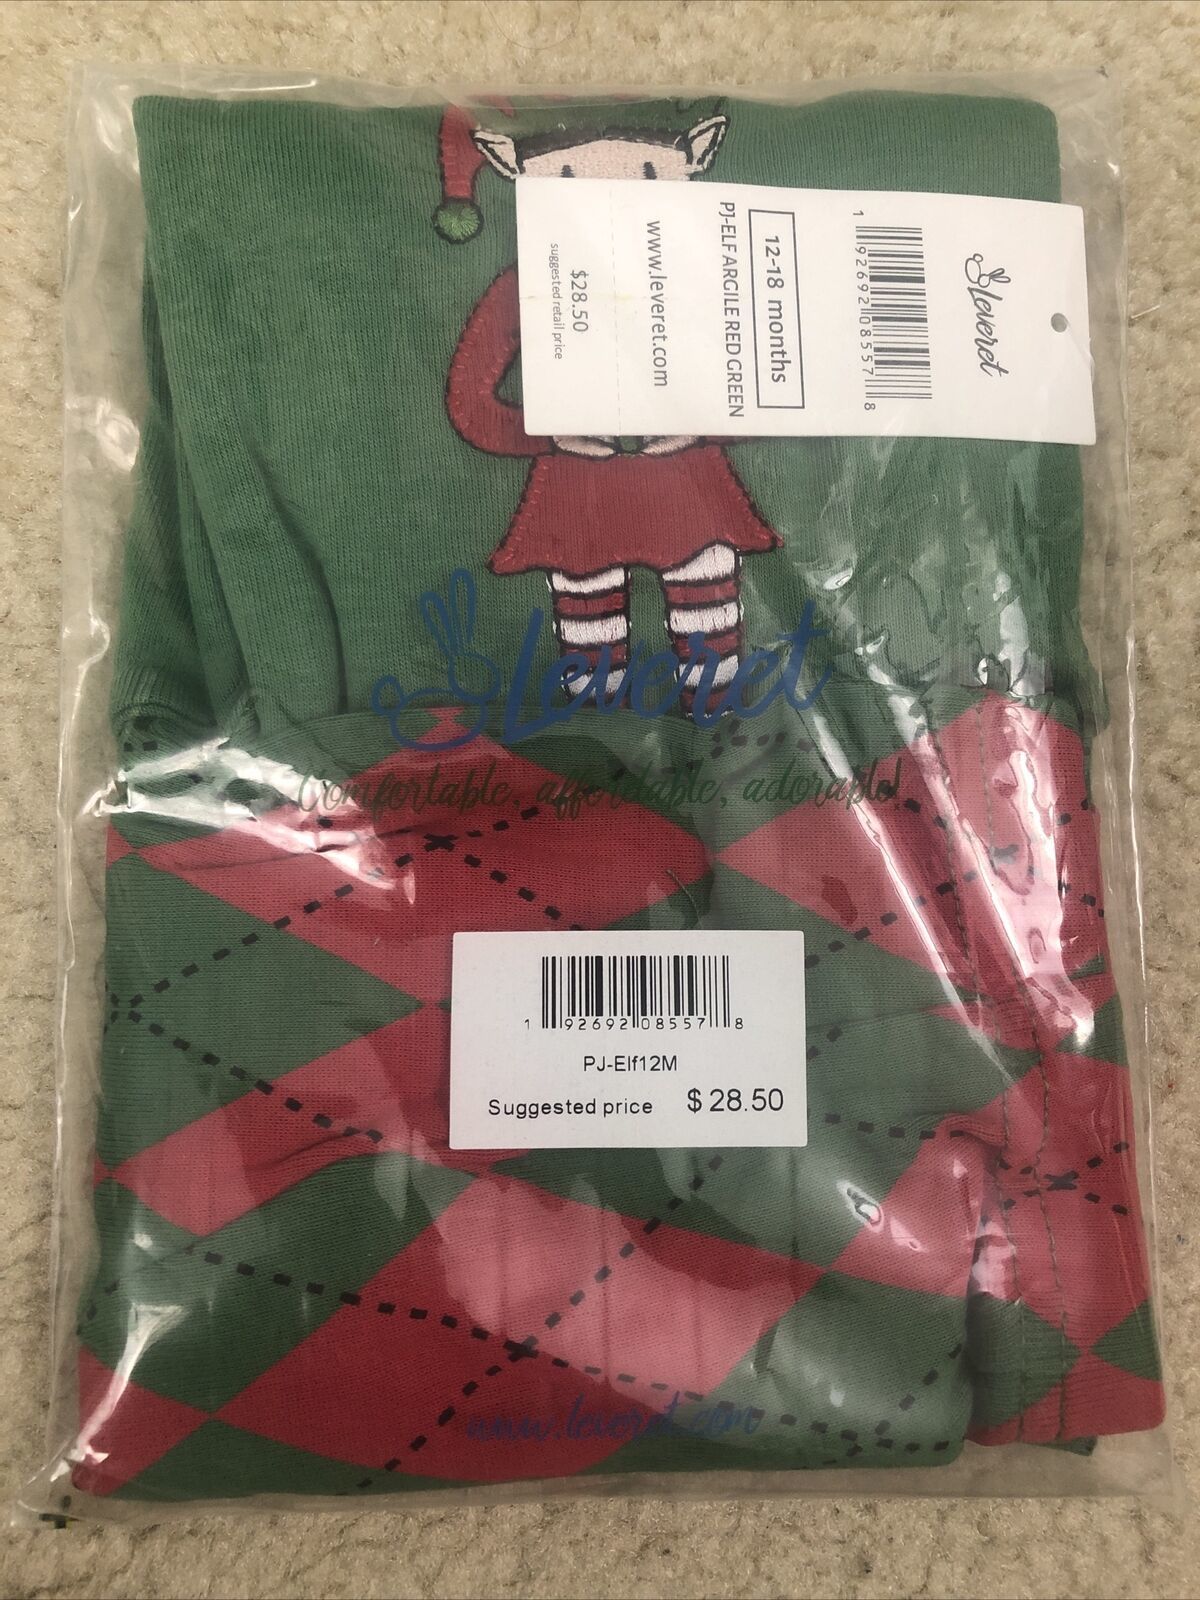 Leveret
1 92692 08557 8
12-18 months
PJ-ELF ARGILE RED GREEN
www.leveret.com
$28.50
suggested retail price
Leveret
Comfortable, affordable, adorable!
1 92692 08557 8
PJ-Elf12M
Suggested price $ 28.50
www.leveret.com